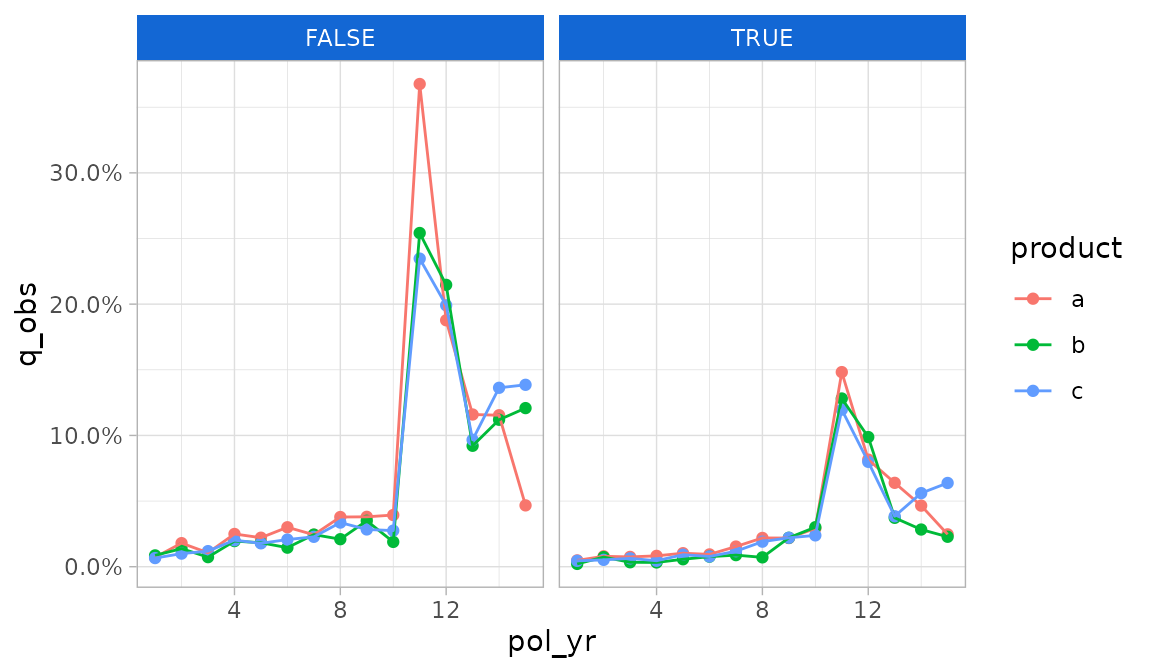 FALSE
TRUE
30.0%
20.0%
10.0%
0.0%
4
8
12
4
8
12
pol_yr
q_obs
product
a
b
c